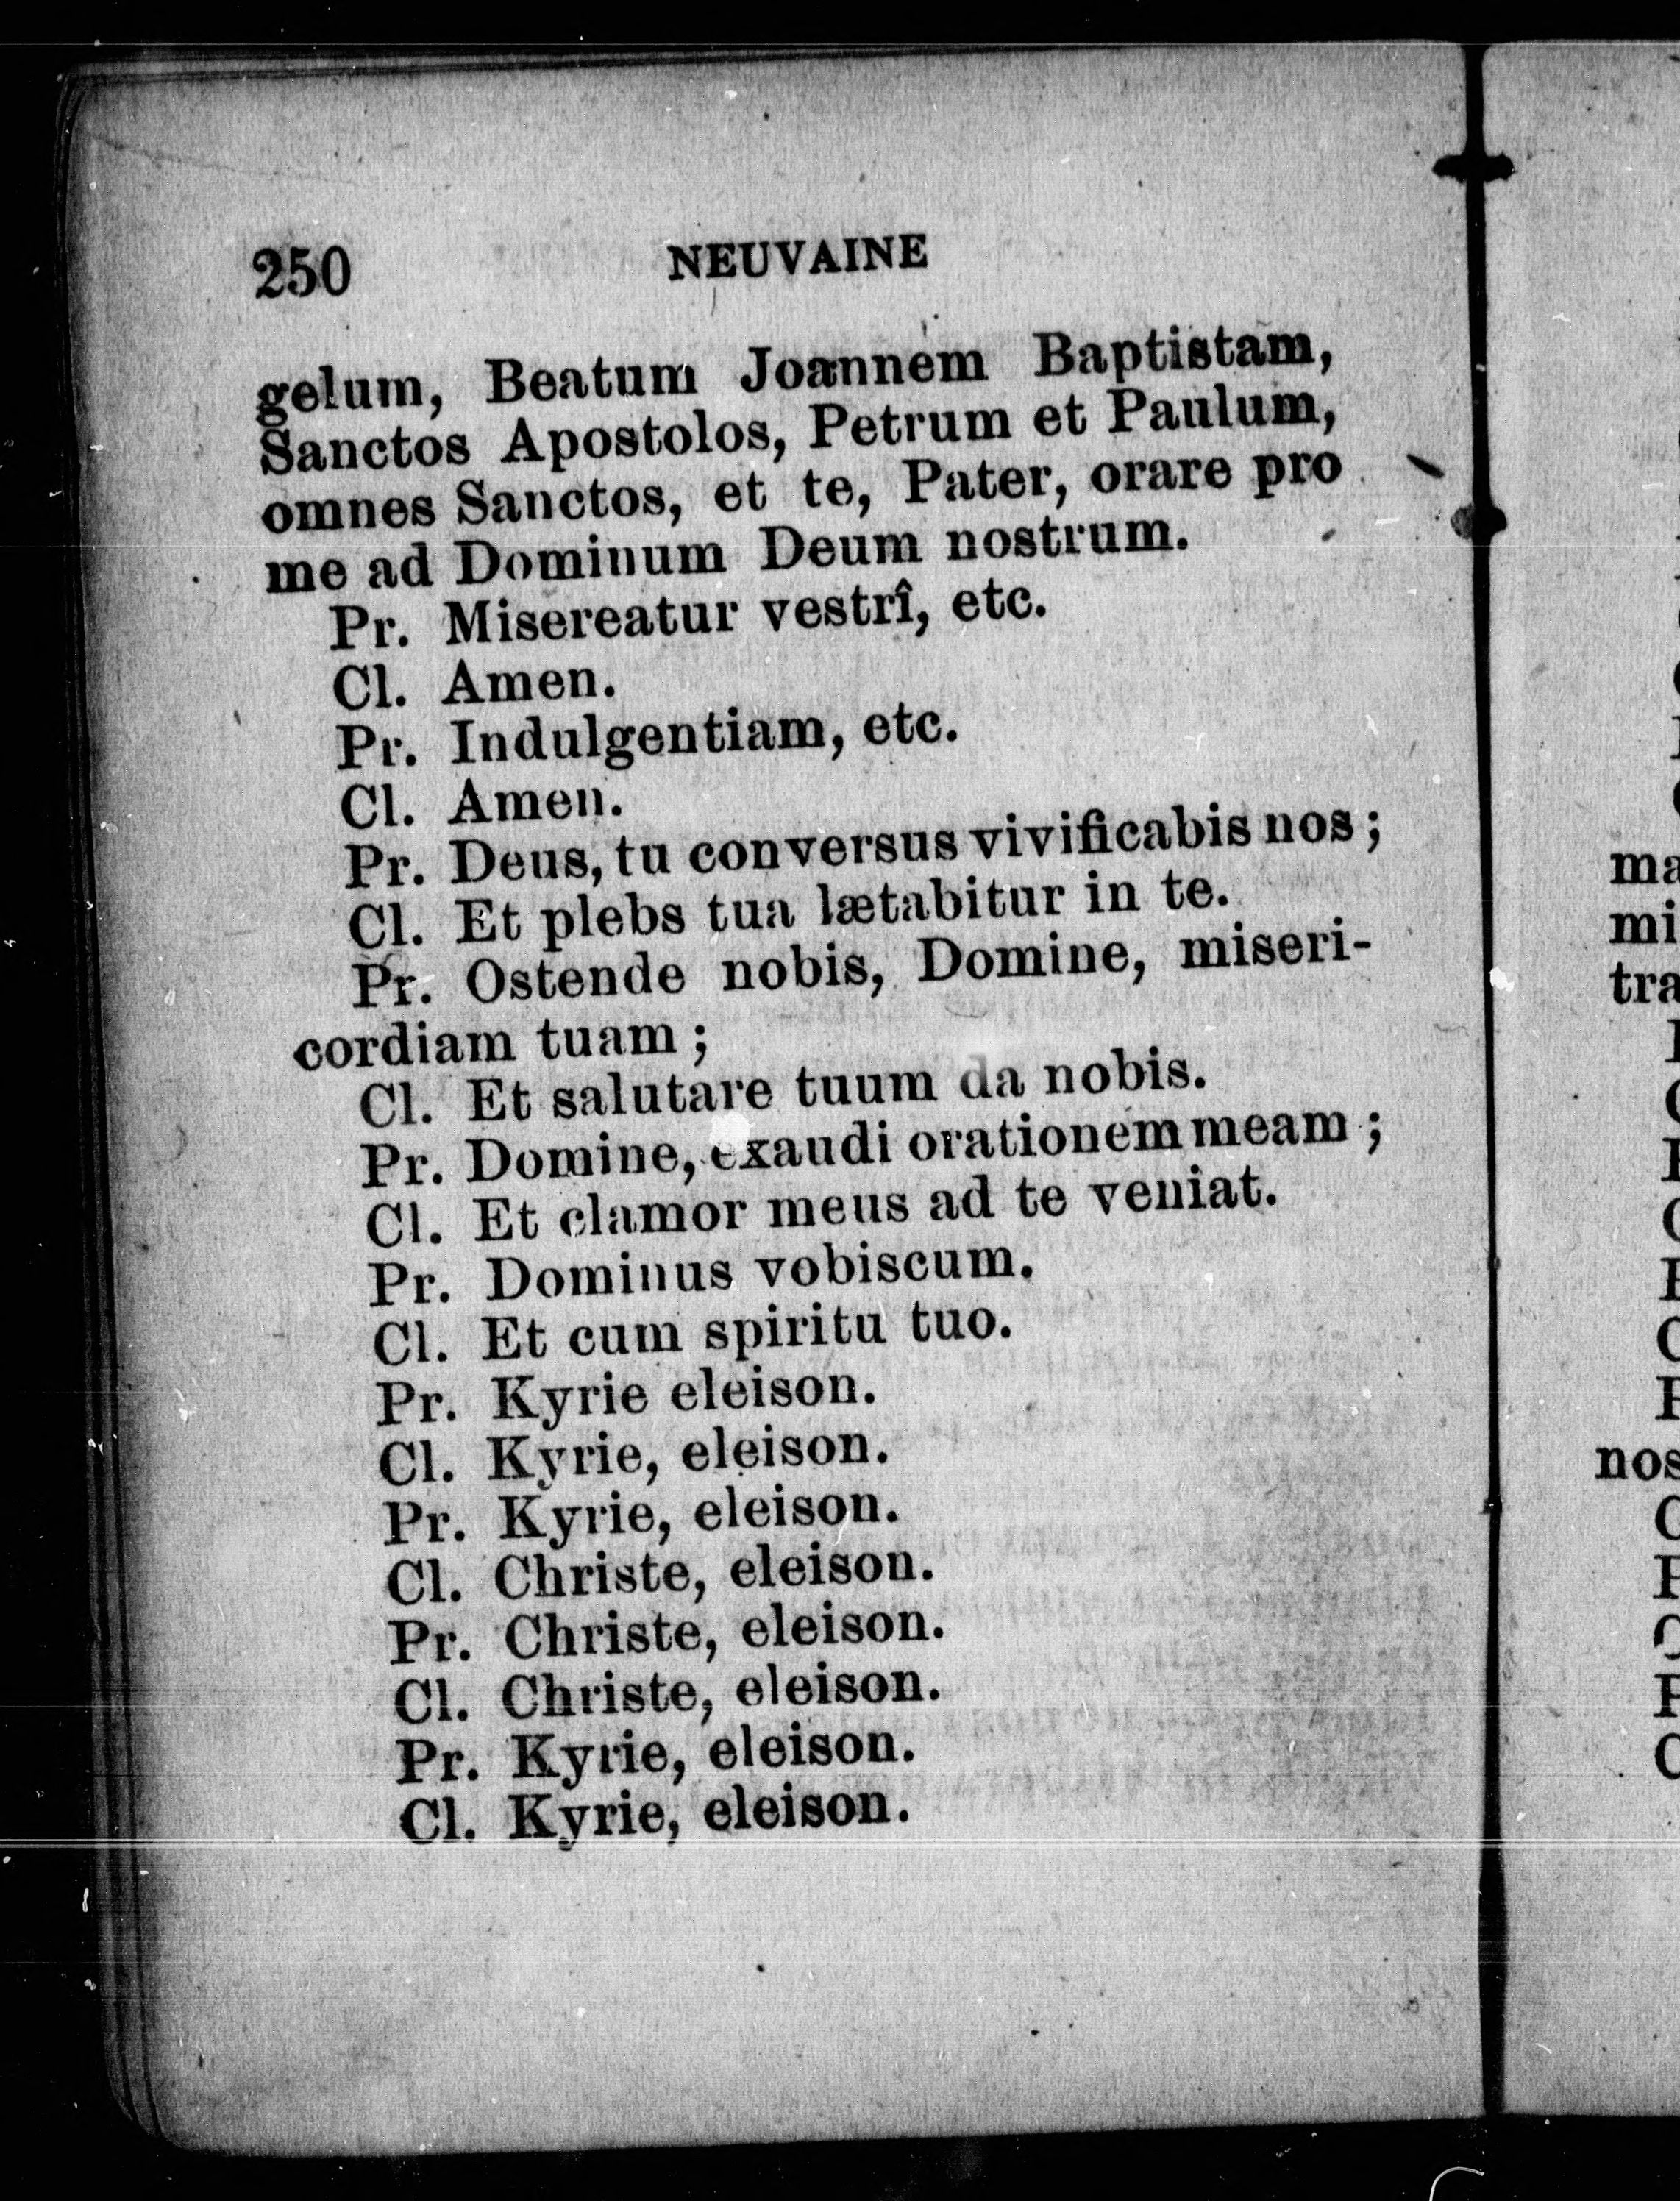 250 NEUVAINE
gelum, Beatum Joannem Baptistam,
Sanctos Apostolos, Petrum et Paulum,
omnes Sanctos, et te, Pater, orare pro
me ad Dominum Deum nostrum.
Pr. Misereatur vestrî, etc.
Cl. Amen.
Pr. Indulgentiam, etc.
Cl. Amen.
Pr. Deus, tu conversus vivificabis nos ;
Cl. Et plebs tua lætabitur in te.
Pr. Ostende nobis, Domine, miseri-
cordiam tuam ;
Cl. Et salutare tuum da nobis.
Pr. Domine, exaudi orationem meam ;
Cl. Et clamor meus ad te veniat.
Pr. Dominus vobiscum.
Cl. Et cum spiritu tuo.
Pr. Kyrie eleison.
Cl. Kyrie, eleison.
Pr. Kyrie, eleison.
Cl. Christe, eleison.
Pr. Christe, eleison.
Cl. Christe, eleison.
Pr. Kyrie, eleison.
Cl. Kyrie, eleison.
ma
mi
tra
nos